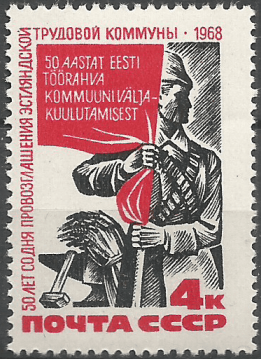 50 ЛЕТ СО ДНЯ ПРОВОЗГЛАШЕНИЯ ЭСТЛЯНДСКОЙ
ТРУДОВОЙ КОММУНЫ · 1968
50 AASTAT EESTI
TÖÖRAHVA
KOMMUUNI VÄLJA-
KUULUTAMISEST
4к
ПОЧТА СССР